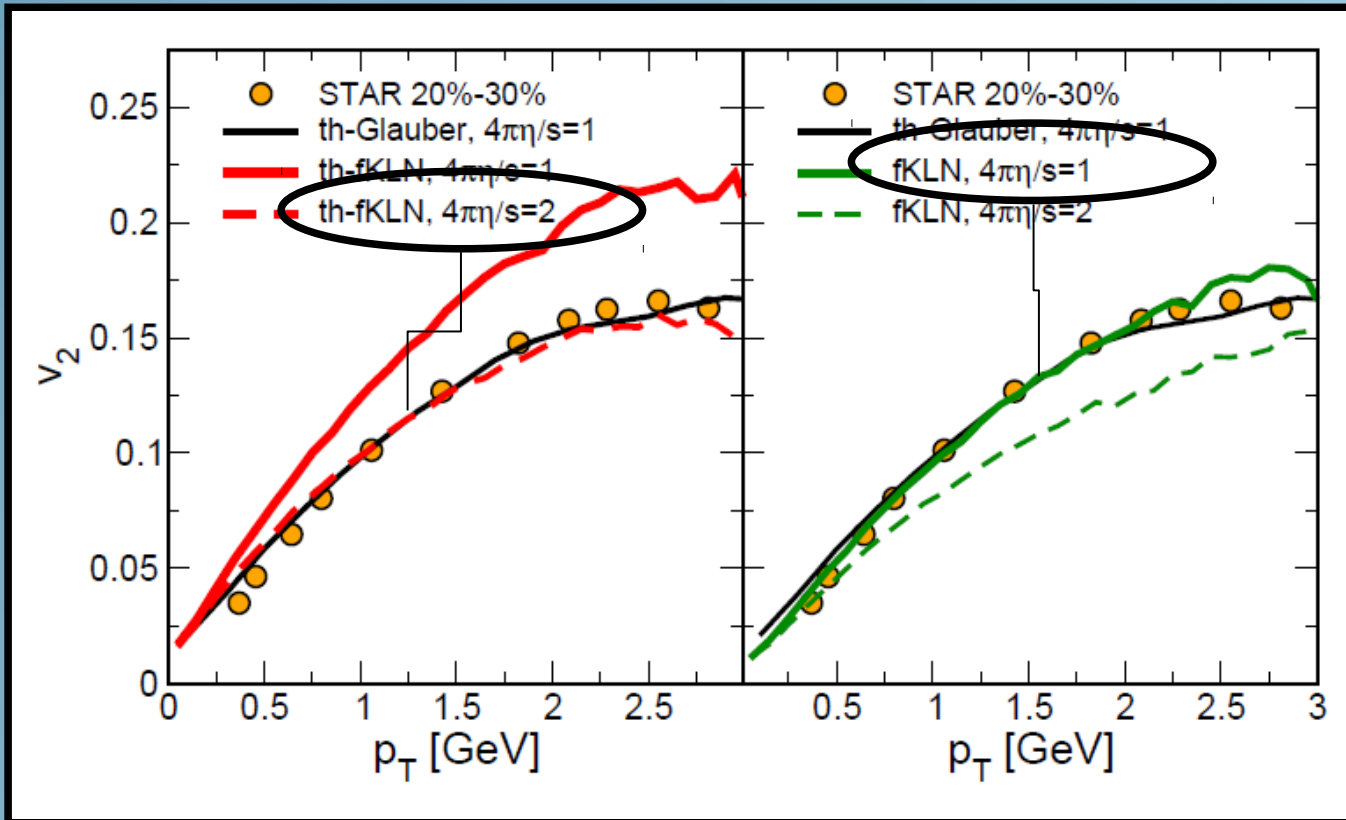 STAR 20%-30%
th-Glauber, 4πη/s=1
th-fKLN, 4πη/s=1
th-fKLN, 4πη/s=2
STAR 20%-30%
th-Glauber, 4πη/s=1
fKLN, 4πη/s=1
fKLN, 4πη/s=2
0.25
0.2
0.15
0.1
0.05
0
v2
0 0.5 1 1.5 2 2.5
0.5 1 1.5 2 2.5 3
pT [GeV]
pT [GeV]